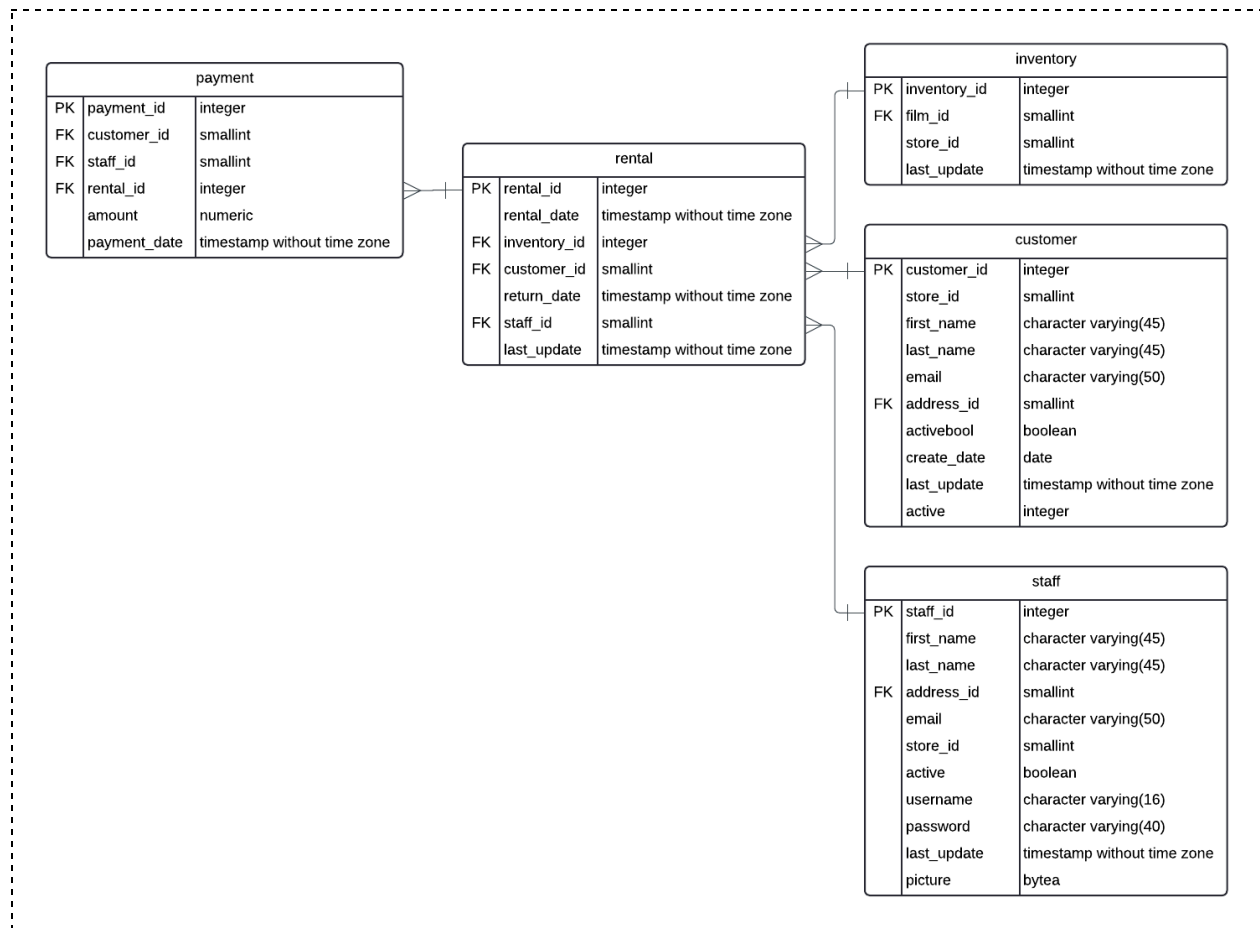 payment
PK payment_id integer
FK customer_id smallint
FK staff_id smallint
FK rental_id integer
amount numeric
payment_date timestamp without time zone
rental
PK rental_id integer
rental_date timestamp without time zone
FK inventory_id integer
FK customer_id smallint
return_date timestamp without time zone
FK staff_id smallint
last_update timestamp without time zone
inventory
PK inventory_id integer
FK film_id smallint
store_id smallint
last_update timestamp without time zone
customer
PK customer_id integer
store_id smallint
first_name character varying(45)
last_name character varying(45)
email character varying(50)
FK address_id smallint
activebool boolean
create_date date
last_update timestamp without time zone
active integer
staff
PK staff_id integer
first_name character varying(45)
last_name character varying(45)
FK address_id smallint
email character varying(50)
store_id smallint
active boolean
username character varying(16)
password character varying(40)
last_update timestamp without time zone
picture bytea